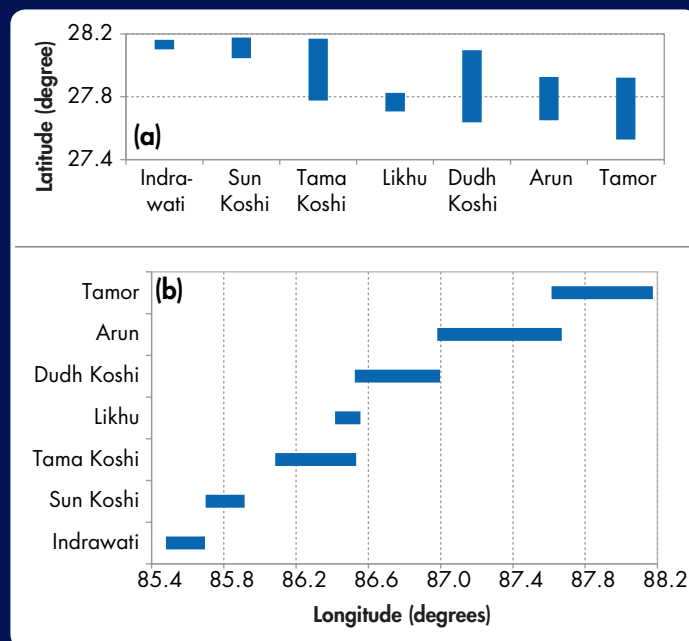 28.2
27.8
27.4
Latitude (degree)
(a)
Indra-
wati
Sun
Koshi
Tama
Koshi
Likhu
Dudh
Koshi
Arun
Tamor
(b)
Tamor
Arun
Dudh Koshi
Likhu
Tama Koshi
Sun Koshi
Indrawati
85.4 85.8 86.2 86.6 87.0 87.4 87.8 88.2
Longitude (degrees)